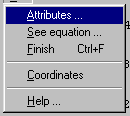 Attributes ...
See equation ...
Finish Ctrl+F
Coordinates
Help ...